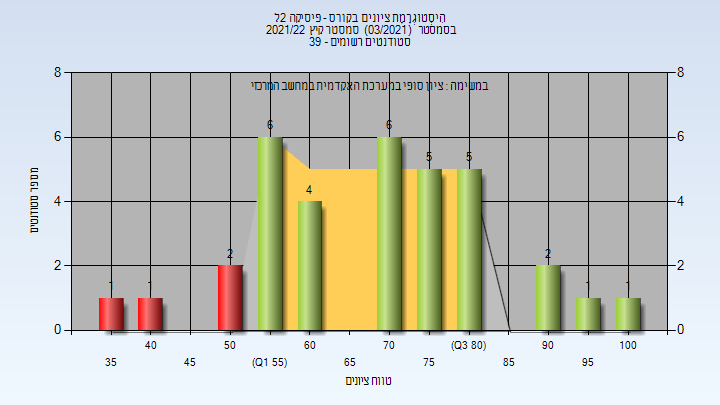 היסטוגרמת ציונים בקורס - פיסיקה 2ל
בסמסטר (03/2021) סמסטר קיץ 2021/22
סטודנטים רשומים - 39
במשימה : ציון סופי במערכת האקדמית במחשב המרכזי
מספר סטודנטים
8 8
6 6
4 4
2 2
0 0
1 1 2 6 4 6 5 5 2 1 1
40 50 60 70 (Q3 80) 90 100
35 45 (Q1 55) 65 75 85 95
טווח ציונים